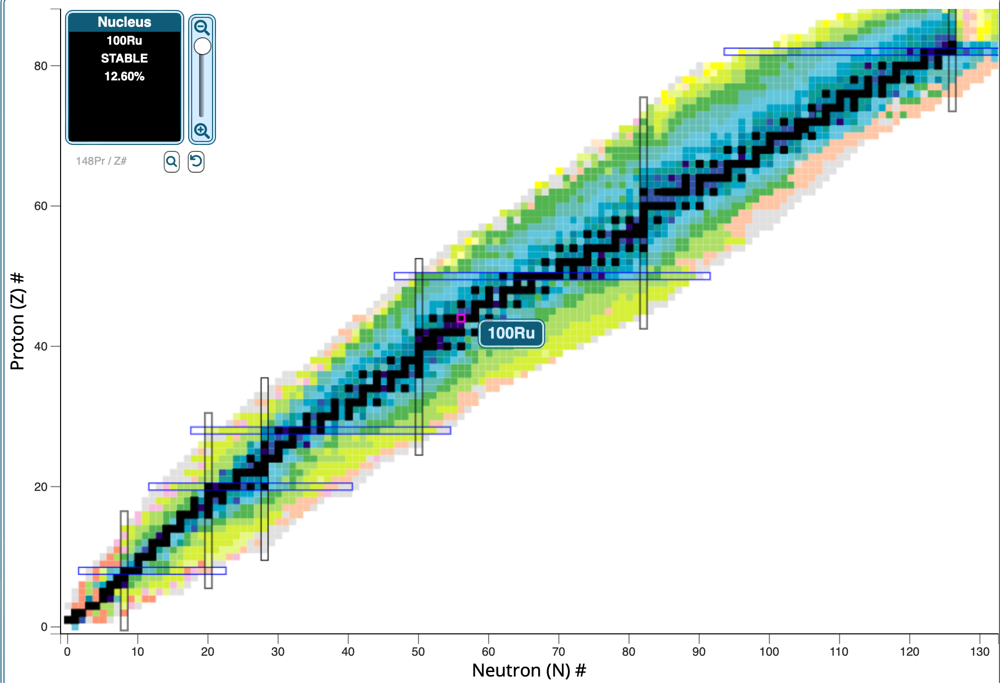 Nucleus
100Ru
STABLE
12.60%
148Pr / Z#
100Ru
Proton (Z) #
80
60
40
20
0
0 10 20 30 40 50 60 70 80 90 100 110 120 130
Neutron (N) #